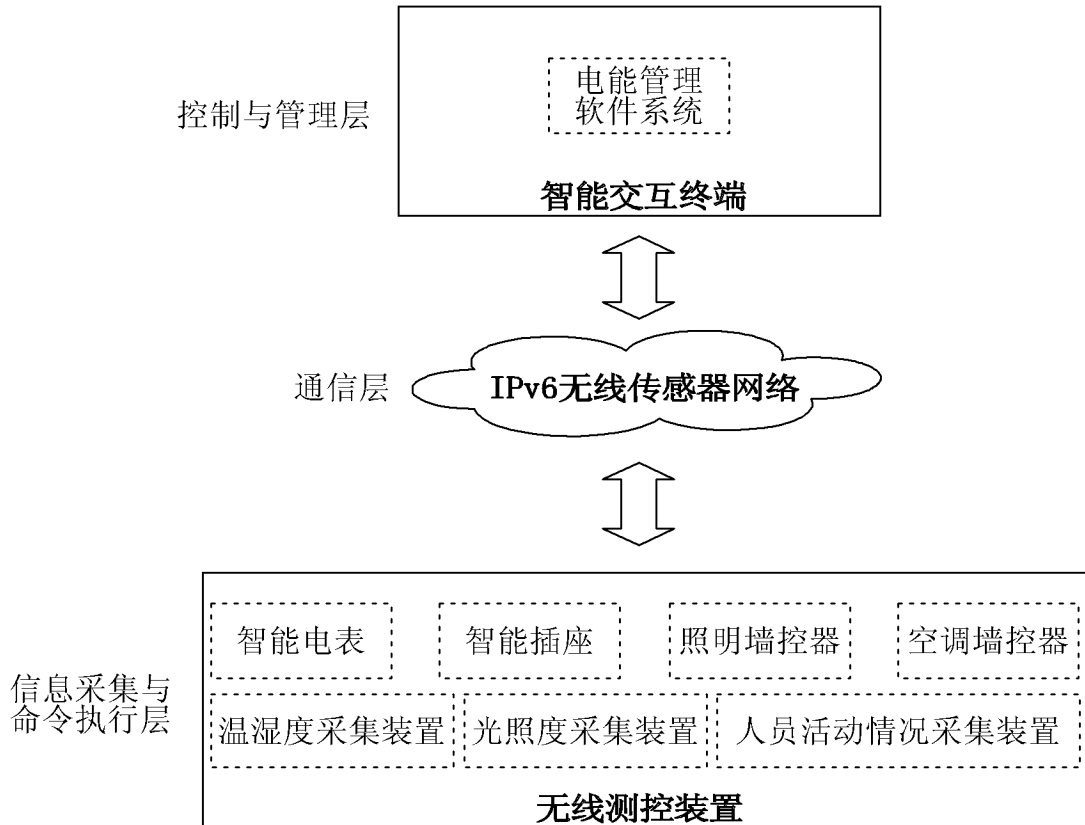 电能管理
软件系统
控制与管理层
智能交互终端
通信层
IPv6无线传感器网络
智能电表
智能插座
照明墙控器
空调墙控器
信息采集与
命令执行层
温湿度采集装置
光照度采集装置
人员活动情况采集装置
无线测控装置